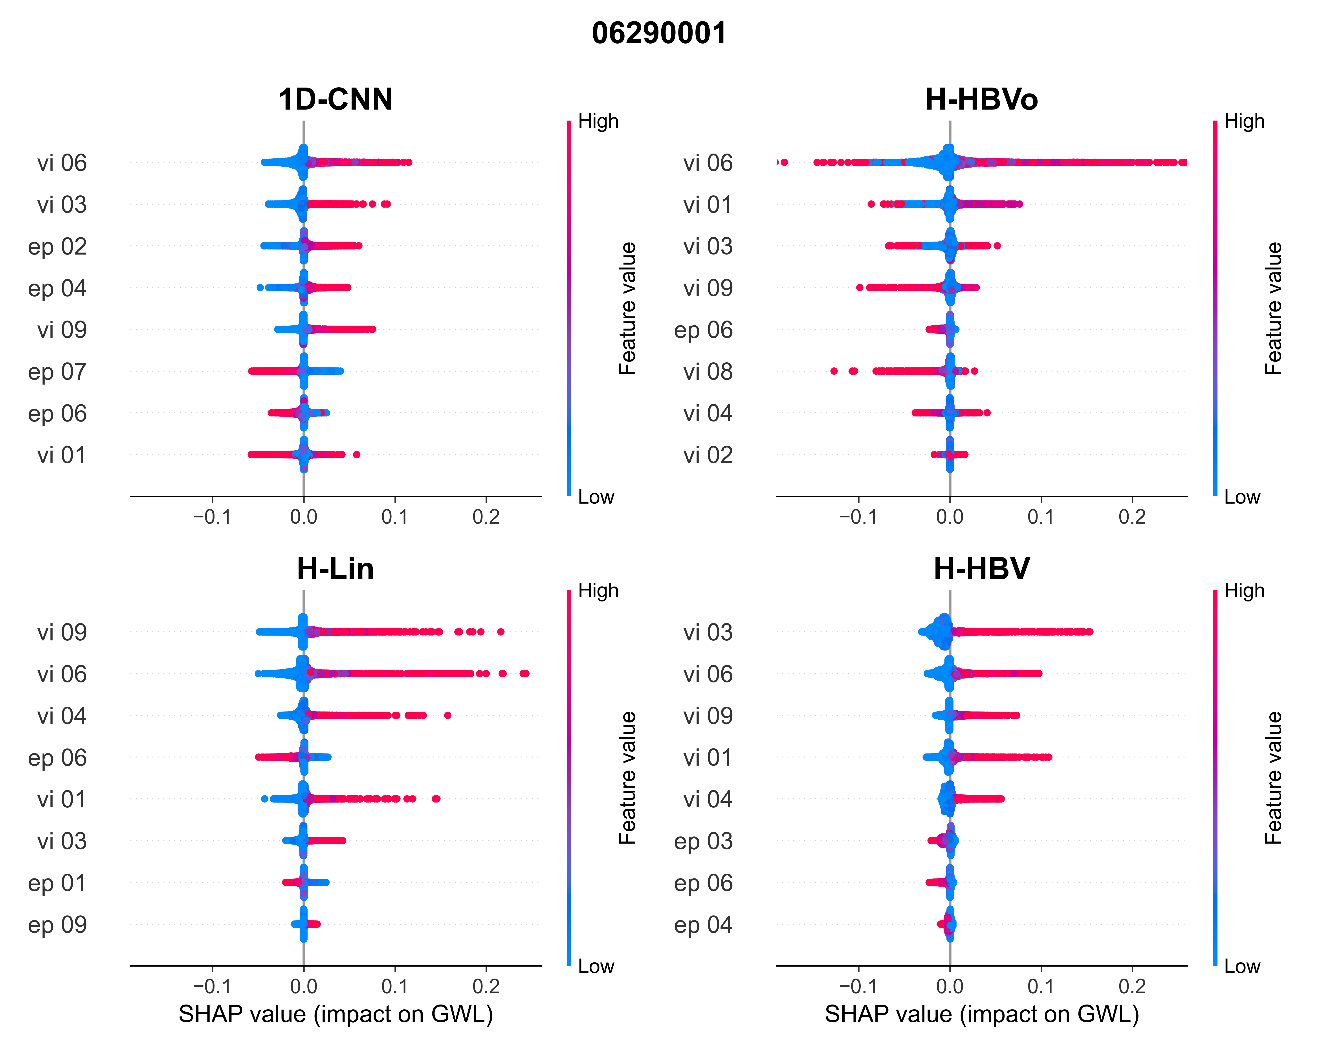 06290001
1D-CNN
High
vi 06
vi 03
ep 02
ep 04
vi 09
ep 07
ep 06
vi 01
Feature value
Low
−0.1 0.0 0.1 0.2
H-HBVo
High
vi 06
vi 01
vi 03
vi 09
ep 06
vi 08
vi 04
vi 02
Feature value
Low
−0.1 0.0 0.1 0.2
H-Lin
High
vi 09
vi 06
vi 04
ep 06
vi 01
vi 03
ep 01
ep 09
Feature value
Low
−0.1 0.0 0.1 0.2
SHAP value (impact on GWL)
H-HBV
High
vi 03
vi 06
vi 09
vi 01
vi 04
ep 03
ep 06
ep 04
Feature value
Low
−0.1 0.0 0.1 0.2
SHAP value (impact on GWL)